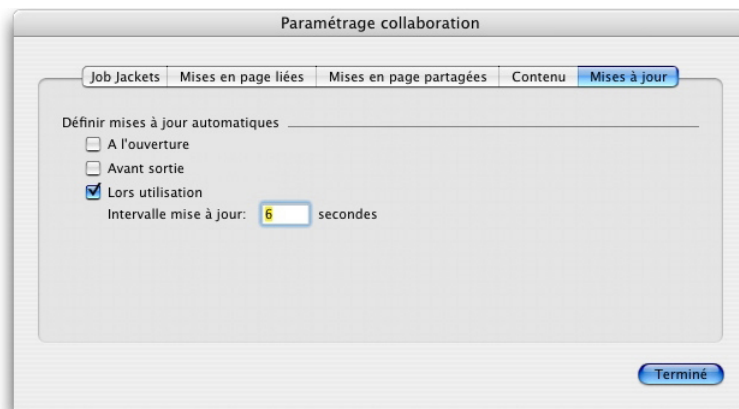 Paramétrage collaboration
Job Jackets Mises en page liées Mises en page partagées Contenu Mises à jour
Définir mises à jour automatiques
A l'ouverture
Avant sortie
Lors utilisation
Intervalle mise à jour: 6 secondes
Terminé